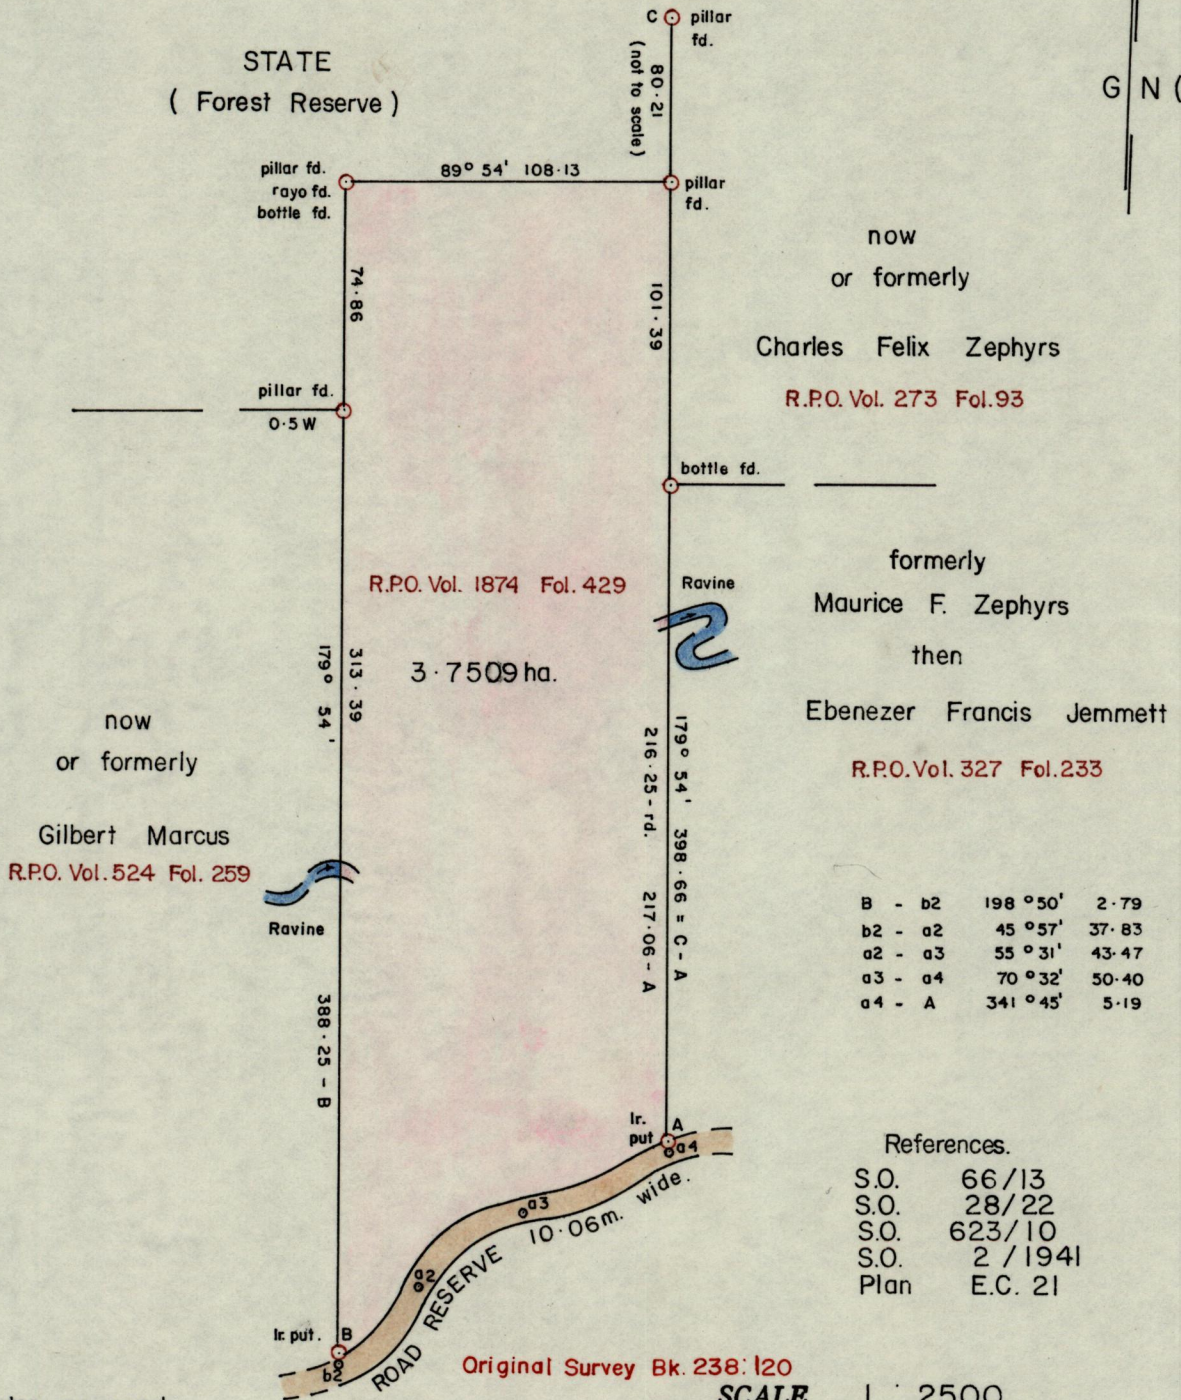 C pillar
fd.
80·21
(not to scale)
STATE
( Forest Reserve )
G N (
pillar fd.
rayo fd.
bottle fd.
89° 54' 108·13
pillar
fd.
74·86
101·39
now
or formerly
Charles Felix Zephyrs
R.P.O. Vol. 273 Fol.93
pillar fd.
0·5 W
bottle fd.
formerly
Maurice F. Zephyrs
then
Ebenezer Francis Jemmett
R.P.O. Vol. 327 Fol.233
R.P.O. Vol. 1874 Fol. 429
3·7509 ha.
Ravine
313·39
179° 54'
179° 54' 398·66 = C - A
216·25 - rd.
217·06 - A
now
or formerly
Gilbert Marcus
R.P.O. Vol. 524 Fol. 259
Ravine
388·25 - B
B - b2 198°50' 2·79
b2 - a2 45°57' 37·83
a2 - a3 55°31' 43·47
a3 - a4 70°32' 50·40
a4 - A 341°45' 5·19
Ir.
put
A
a4
a3
a2
Ir. put.
B
b2
ROAD RESERVE 10·06m. wide.
References.
S.O. 66/13
S.O. 28/22
S.O. 623/10
S.O. 2/1941
Plan E.C. 21
Original Survey Bk. 238:120
SCALE 1 : 2500